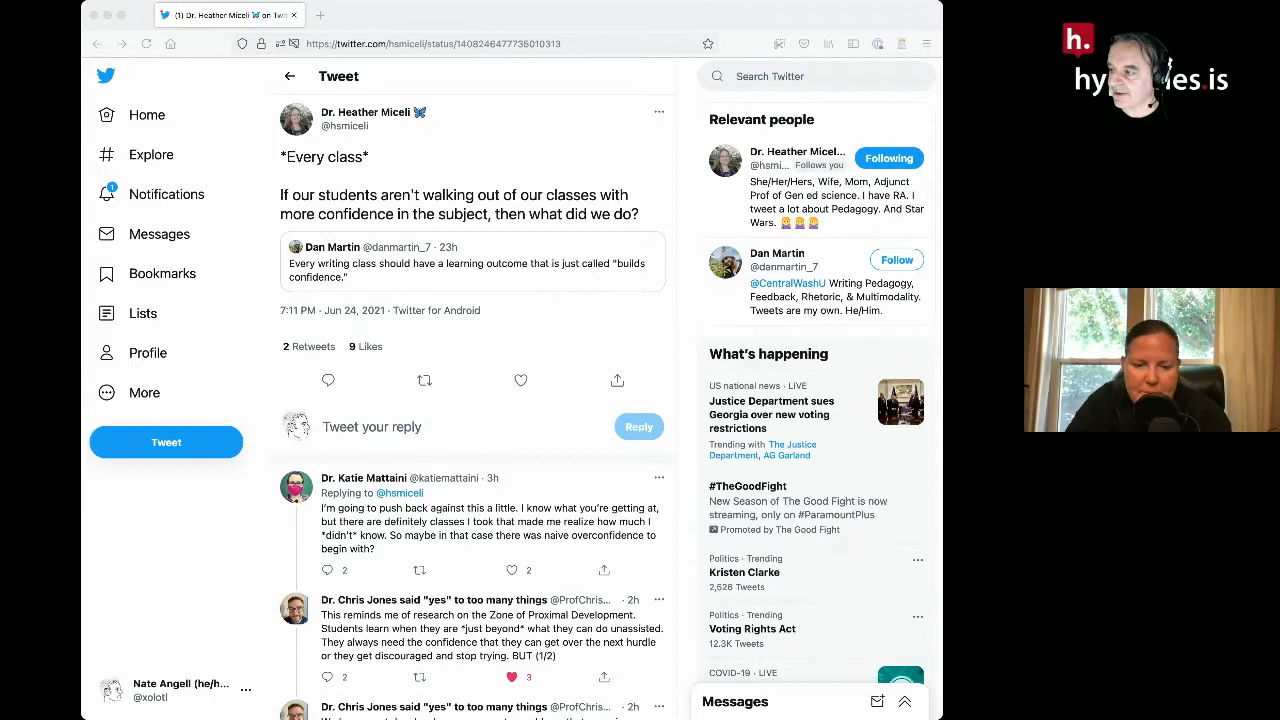 (1) Dr. Heather Miceli 🦋 on Twit
https://twitter.com/hsmiceli/status/1408246477736010313
Home
Explore
1
Notifications
Messages
Bookmarks
Lists
Profile
More
Tweet
Nate Angell (he/h...
@xolotl
Tweet
Dr. Heather Miceli 🦋
@hsmiceli
*Every class*
If our students aren't walking out of our classes with
more confidence in the subject, then what did we do?
Dan Martin @danmartin_7 · 23h
Every writing class should have a learning outcome that is just called "builds
confidence."
7:11 PM · Jun 24, 2021 · Twitter for Android
2 Retweets 9 Likes
Tweet your reply
Reply
Dr. Katie Mattaini @katiemattaini · 3h
Replying to @hsmiceli
I'm going to push back against this a little. I know what you're getting at,
but there are definitely classes I took that made me realize how much I
*didn't* know. So maybe in that case there was naive overconfidence to
begin with?
2 2
Dr. Chris Jones said "yes" to too many things @ProfChris... · 2h
This reminds me of research on the Zone of Proximal Development.
Students learn when they are *just beyond* what they can do unassisted.
They always need the confidence that they can get over the next hurdle
or they get discouraged and stop trying. BUT (1/2)
2 3
Dr. Chris Jones said "yes" to too many things @ProfChris... · 2h
Search Twitter
Relevant people
Dr. Heather Micel...
@hsmi... Follows you
Following
She/Her/Hers, Wife, Mom, Adjunct
Prof of Gen ed science. I have RA. I
tweet a lot about Pedagogy. And Star
Wars.
Dan Martin
@danmartin_7
Follow
@CentralWashU Writing Pedagogy,
Feedback, Rhetoric, & Multimodality.
Tweets are my own. He/Him.
What's happening
US national news · LIVE
Justice Department sues
Georgia over new voting
restrictions
Trending with The Justice
Department, AG Garland
#TheGoodFight
New Season of The Good Fight is now
streaming, only on #ParamountPlus
Promoted by The Good Fight
Politics · Trending
Kristen Clarke
2,526 Tweets
Politics · Trending
Voting Rights Act
12.3K Tweets
COVID-19 · LIVE
Messages
h.
hyp es.is